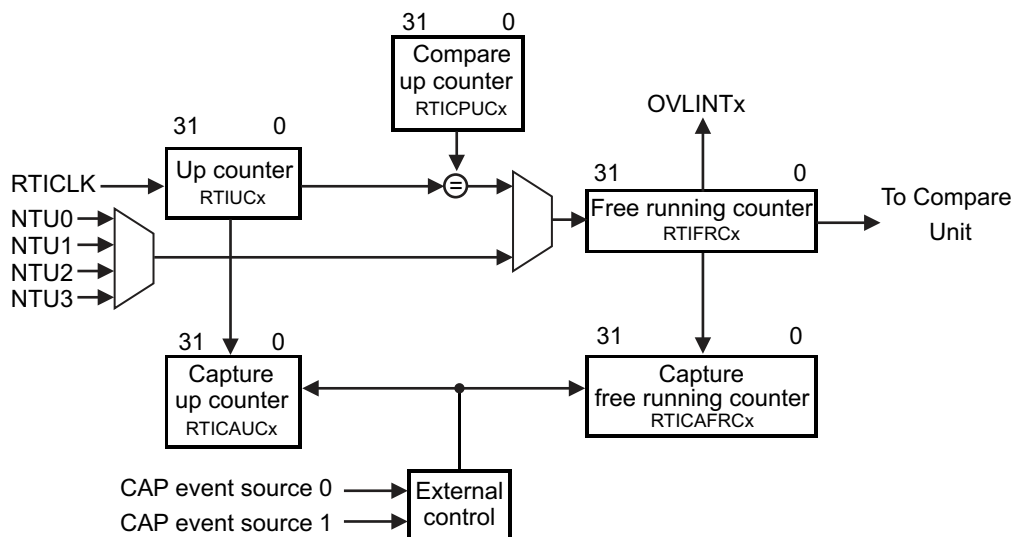 31 0
Compare
up counter
RTICPUCx
OVLINTx
31 0
RTICLK
Up counter
RTIUCx
=
31 0
Free running counter
RTIFRCx
To Compare
Unit
NTU0
NTU1
NTU2
NTU3
31 0
Capture
up counter
RTICAUCx
31 0
Capture
free running counter
RTICAFRCx
CAP event source 0
CAP event source 1
External
control